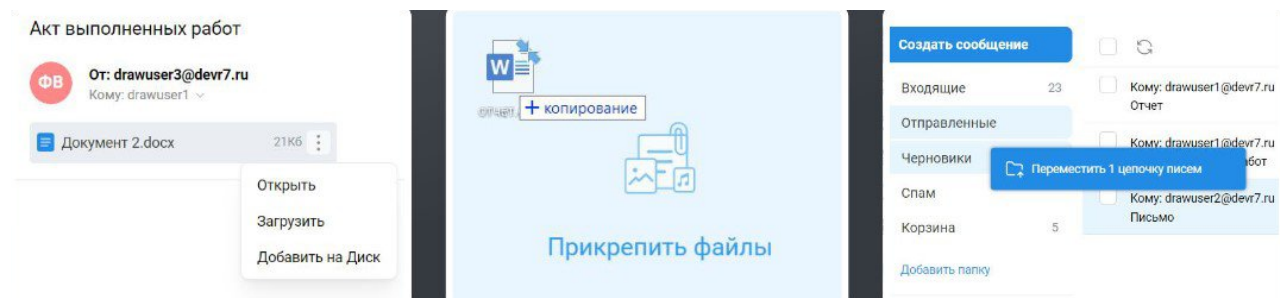 Акт выполненных работ
ФВ
От: drawuser3@devr7.ru
Кому: drawuser1
Документ 2.docx 21Кб
Открыть
Загрузить
Добавить на Диск
W
отчет.
+ копирование
Прикрепить файлы
Создать сообщение
Входящие 23
Отправленные
Черновики
Спам
Корзина 5
Добавить папку
Кому: drawuser1@devr7.ru
Отчет
Кому: drawuser1@devr7.ru
Переместить 1 цепочку писем
Кому: drawuser2@devr7.ru
Письмо